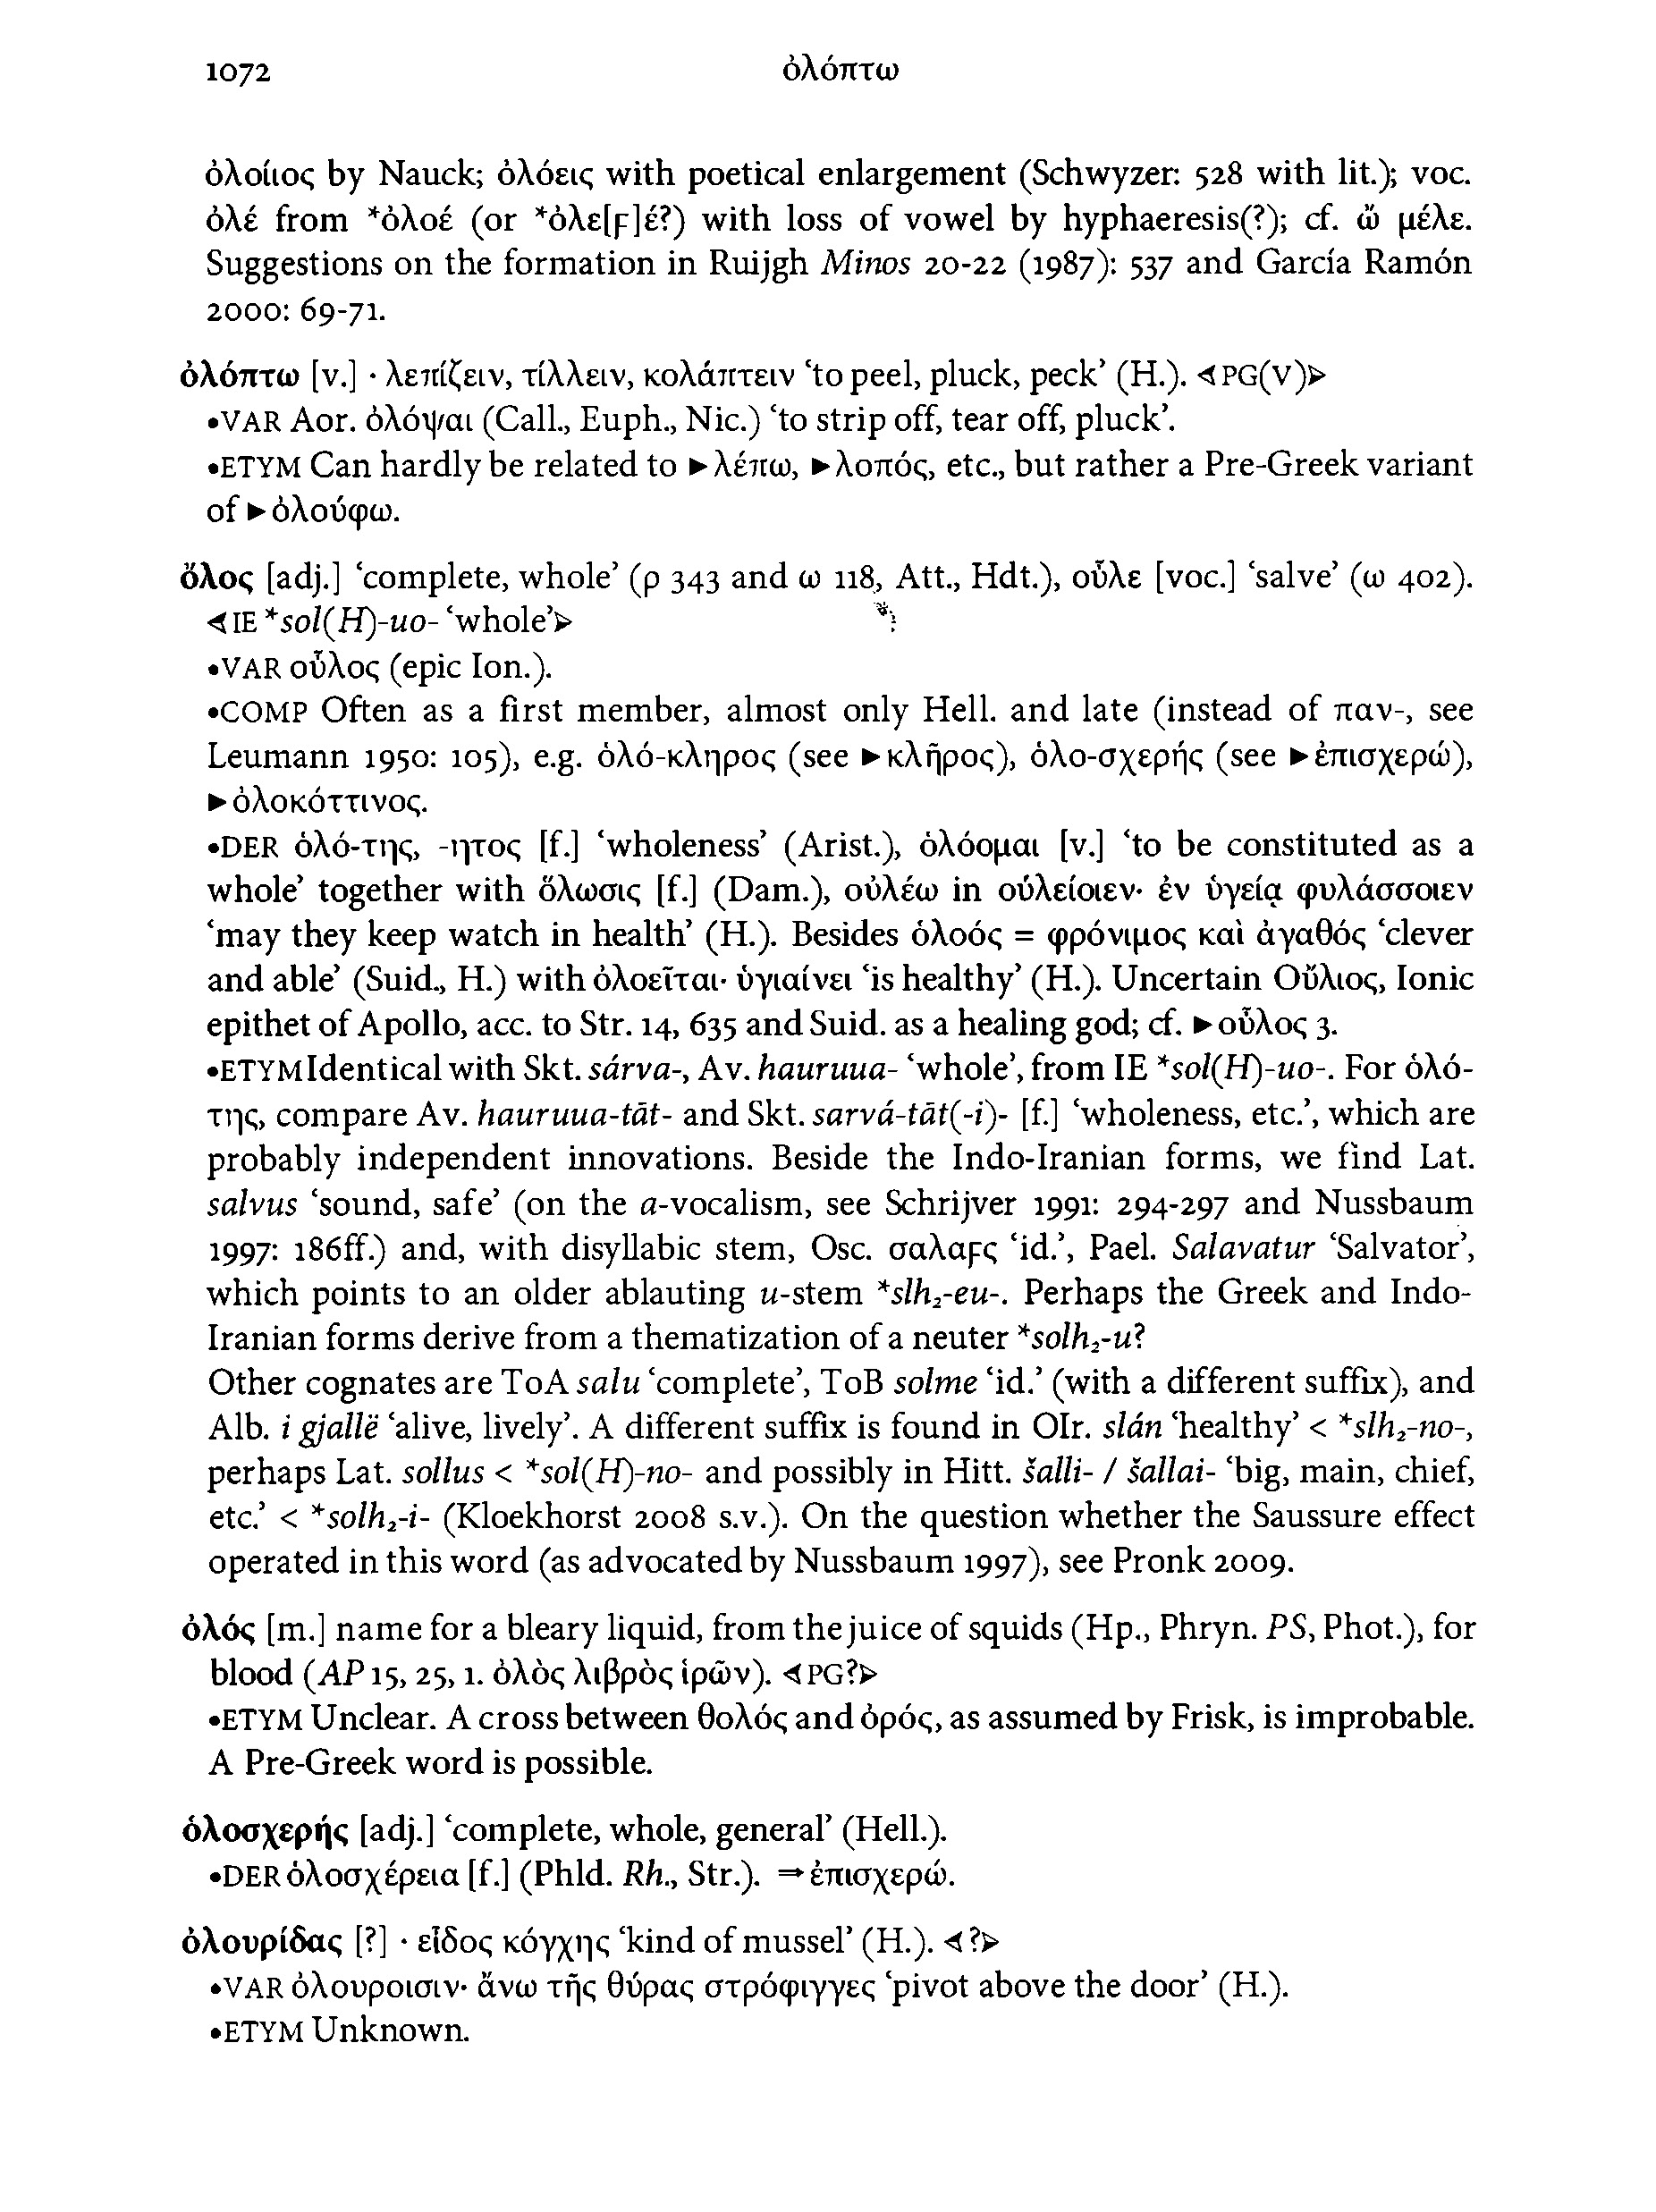 1072 ὀλόπτω
ὀλοίιος by Nauck; ὀλόεις with poetical enlargement (Schwyzer: 528 with lit.); voc.
ὀλέ from *ὀλοέ (or *ὀλε[ϝ]έ?) with loss of vowel by hyphaeresis(?); cf. ὤ μέλε.
Suggestions on the formation in Ruijgh Minos 20-22 (1987): 537 and García Ramón
2000: 69-71.
ὀλόπτω [v.] · λεπίζειν, τίλλειν, κολάπτειν ‘to peel, pluck, peck’ (H.). ⊲PG(V)⊳
•VAR Aor. ὀλόψαι (Call., Euph., Nic.) ‘to strip off, tear off, pluck’.
•ETYM Can hardly be related to ►λέπω, ►λοπός, etc., but rather a Pre-Greek variant
of ►ὀλούφω.
ὅλος [adj.] ‘complete, whole’ (ρ 343 and ω 118, Att., Hdt.), οὖλε [voc.] ‘salve’ (ω 402).
⊲IE *sol(H)-uo- ‘whole’⊳
•VAR οὖλος (epic Ion.).
•COMP Often as a first member, almost only Hell. and late (instead of παν-, see
Leumann 1950: 105), e.g. ὁλό-κληρος (see ►κλῆρος), ὁλο-σχερής (see ►ἐπισχερώ),
►ὁλοκόττινος.
•DER ὁλό-της, -ητος [f.] ‘wholeness’ (Arist.), ὁλόομαι [v.] ‘to be constituted as a
whole’ together with ὅλωσις [f.] (Dam.), οὐλέω in οὐλείοιεν· ἐν ὑγείᾳ φυλάσσοιεν
‘may they keep watch in health’ (H.). Besides ὁλοός = φρόνιμος καὶ ἀγαθός ‘clever
and able’ (Suid., H.) with ὁλοεῖται· ὑγιαίνει ‘is healthy’ (H.). Uncertain Οὔλιος, Ionic
epithet of Apollo, acc. to Str. 14, 635 and Suid. as a healing god; cf. ►οὖλος 3.
•ETYM Identical with Skt. sárva-, Av. hauruua- ‘whole’, from IE *sol(H)-uo-. For ὁλό-
της, compare Av. hauruua-tāt- and Skt. sarvá-tāt(-i)- [f.] ‘wholeness, etc.’, which are
probably independent innovations. Beside the Indo-Iranian forms, we find Lat.
salvus ‘sound, safe’ (on the a-vocalism, see Schrijver 1991: 294-297 and Nussbaum
1997: 186ff.) and, with disyllabic stem, Osc. σαλαϝς ‘id.’, Pael. Salavatur ‘Salvator’,
which points to an older ablauting u-stem *slh₂-eu-. Perhaps the Greek and Indo-
Iranian forms derive from a thematization of a neuter *solh₂-u?
Other cognates are ToA salu ‘complete’, ToB solme ‘id.’ (with a different suffix), and
Alb. i gjallë ‘alive, lively’. A different suffix is found in OIr. slán ‘healthy’ < *slh₂-no-,
perhaps Lat. sollus < *sol(H)-no- and possibly in Hitt. šalli- / šallai- ‘big, main, chief,
etc.’ < *solh₂-i- (Kloekhorst 2008 s.v.). On the question whether the Saussure effect
operated in this word (as advocated by Nussbaum 1997), see Pronk 2009.
ὀλός [m.] name for a bleary liquid, from the juice of squids (Hp., Phryn. PS, Phot.), for
blood (AP 15, 25, 1. ὀλὸς λιβρὸς ἱρῶν). ⊲PG?⊳
•ETYM Unclear. A cross between θολός and ὀρός, as assumed by Frisk, is improbable.
A Pre-Greek word is possible.
ὁλοσχερής [adj.] ‘complete, whole, general’ (Hell.).
•DER ὁλοσχέρεια [f.] (Phld. Rh., Str.). ⇒ἐπισχερώ.
ὀλουρίδας [?] · εἶδος κόγχης ‘kind of mussel’ (H.). ⊲?⊳
•VAR ὀλουροισιν· ἄνω τῆς θύρας στρόφιγγες ‘pivot above the door’ (H.).
•ETYM Unknown.